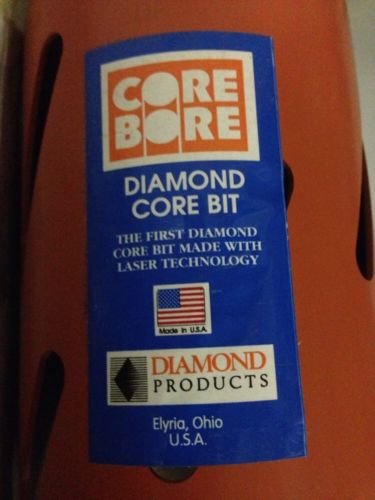 CORE
BORE
DIAMOND
CORE BIT
THE FIRST DIAMOND
CORE BIT MADE WITH
LASER TECHNOLOGY
Made In U.S.A.
DIAMOND
PRODUCTS
Elyria, Ohio
U.S.A.